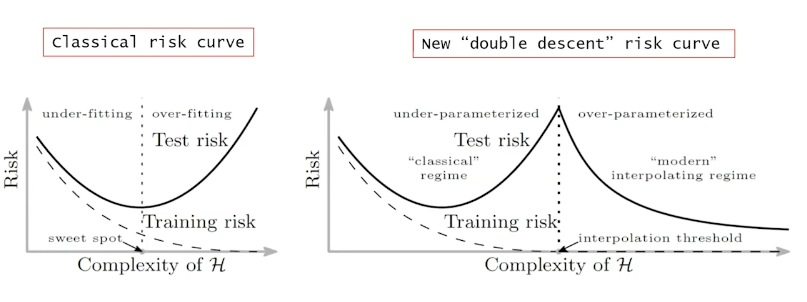 Classical risk curve
New “double descent” risk curve
under-fitting
over-fitting
Test risk
Risk
Training risk
sweet spot
Complexity of ℋ
under-parameterized
over-parameterized
Test risk
“classical”
regime
“modern”
interpolating regime
Risk
Training risk
interpolation threshold
Complexity of ℋ